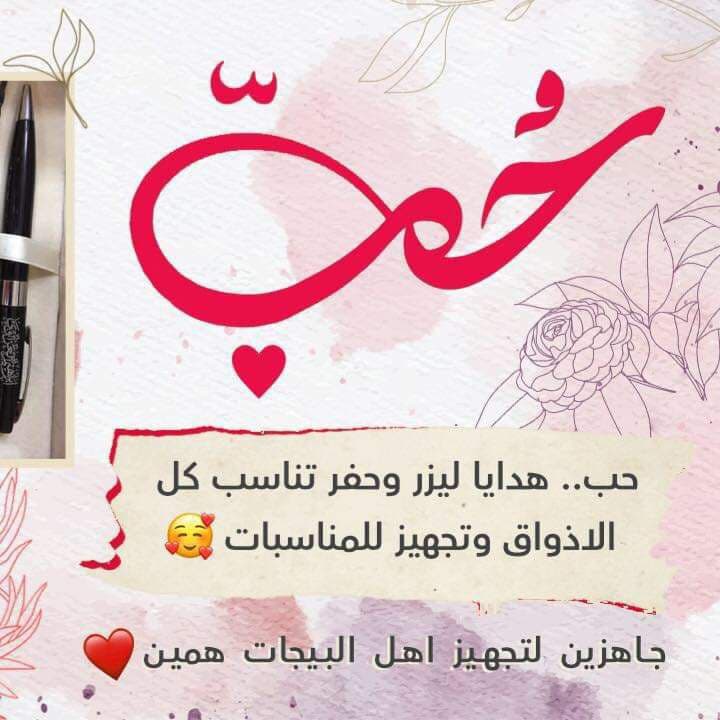 حُبّ
حب.. هدايا ليزر وحفر تناسب كل
الاذواق وتجهيز للمناسبات 🥰
جاهزين لتجهيز اهل البيجات همين ❤️